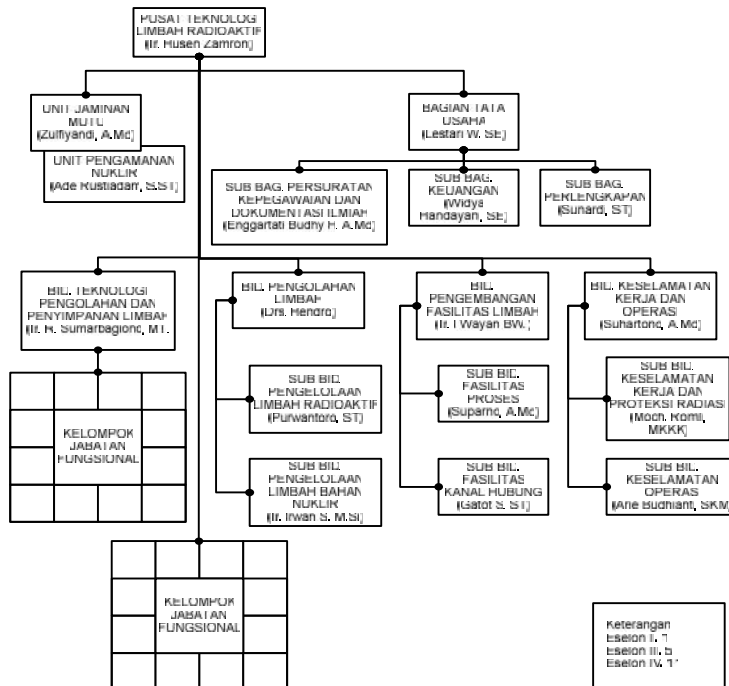 PUSAT TEKNOLOGI
LIMBAH RADIOAKTIF
(Ir. Husen Zamroni)
UNIT JAMINAN
MUTU
(Zulfiyandi, A.Md)
UNIT PENGAMANAN
NUKLIR
(Ade Rustiadam, S.ST)
BAGIAN TATA
USAHA
(Lestari W. SE)
SUB BAG. PERSURATAN
KEPEGAWAIAN DAN
DOKUMENTASI ILMIAH
(Enggartati Budhy H. A.Md)
SUB BAG.
KEUANGAN
(Widya
Handayani, SE)
SUB BAG.
PERLENGKAPAN
(Sunardi, ST)
BID. TEKNOLOGI
PENGOLAHAN DAN
PENYIMPANAN LIMBAH
(Ir. R. Sumarbagiono, MT.
BID. PENGOLAHAN
LIMBAH
(Drs. Hendro)
BID.
PENGEMBANGAN
FASILITAS LIMBAH
(Ir. I Wayan BW.)
BID. KESELAMATAN
KERJA DAN
OPERASI
(Suhartono, A.Md)
KELOMPOK
JABATAN
FUNGSIONAL
SUB BID.
PENGELOLAAN
LIMBAH RADIOAKTIF
(Purwantoro, ST)
SUB BID.
FASILITAS
PROSES
(Suparno, A.Md)
SUB BID.
KESELAMATAN
KERJA DAN
PROTEKSI RADIASI
(Moch. Romli,
MKKK)
SUB BID.
PENGELOLAAN
LIMBAH BAHAN
NUKLIR
(Ir. Irwan S. M.Si)
SUB BID.
FASILITAS
KANAL HUBUNG
(Gatot S. ST)
SUB BID.
KESELAMATAN
OPERASI
(Arie Budhianti, SKM)
KELOMPOK
JABATAN
FUNGSIONAL
Keterangan
Eselon II. 1
Eselon III. 5
Eselon IV. 11